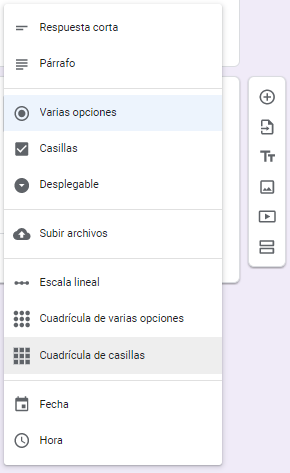 Respuesta corta
Párrafo
Varias opciones
Casillas
Desplegable
Subir archivos
Escala lineal
Cuadrícula de varias opciones
Cuadrícula de casillas
Fecha
Hora
Tт